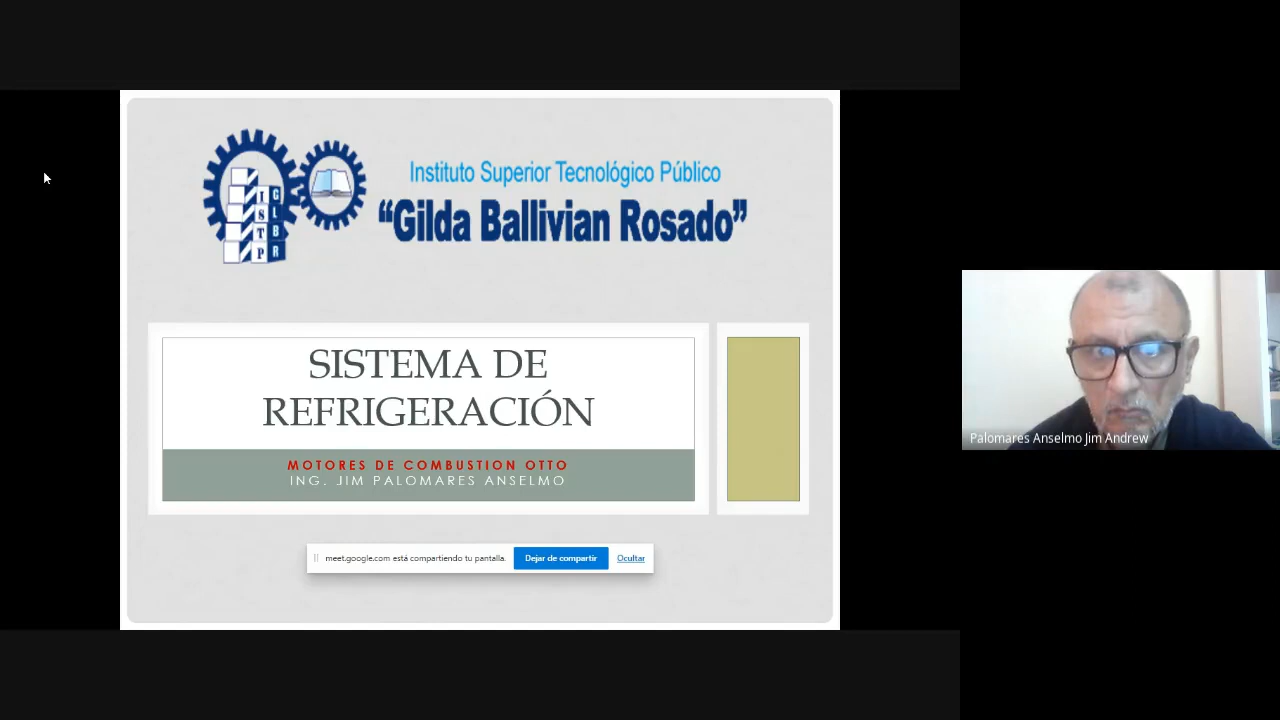 Instituto Superior Tecnológico Público
“Gilda Ballivian Rosado”
I S T P
G L B R
SISTEMA DE
REFRIGERACIÓN
MOTORES DE COMBUSTION OTTO
ING. JIM PALOMARES ANSELMO
meet.google.com está compartiendo tu pantalla.
Dejar de compartir
Ocultar
Palomares Anselmo Jim Andrew